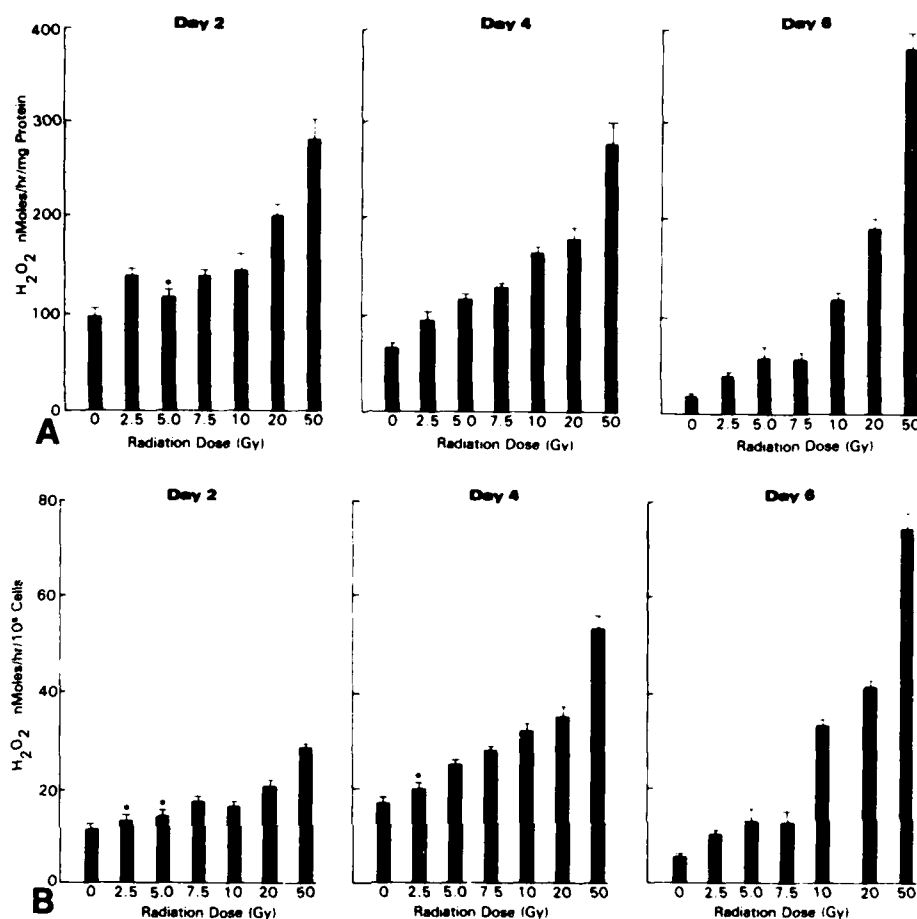 Day 2 Day 4 Day 6
400
300
200
100
0
H2O2 nMoles/hr/mg Protein
0 2.5 5.0 7.5 10 20 50
0 2.5 5.0 7.5 10 20 50
0 2.5 5.0 7.5 10 20 50
A
Radiation Dose (Gy) Radiation Dose (Gy) Radiation Dose (Gy)
Day 2 Day 4 Day 6
80
60
40
20
0
H2O2 nMoles/hr/10⁶ Cells
0 2.5 5.0 7.5 10 20 50
0 2.5 5.0 7.5 10 20 50
0 2.5 5.0 7.5 10 20 50
B
Radiation Dose (Gy) Radiation Dose (Gy) Radiation Dose (Gy)